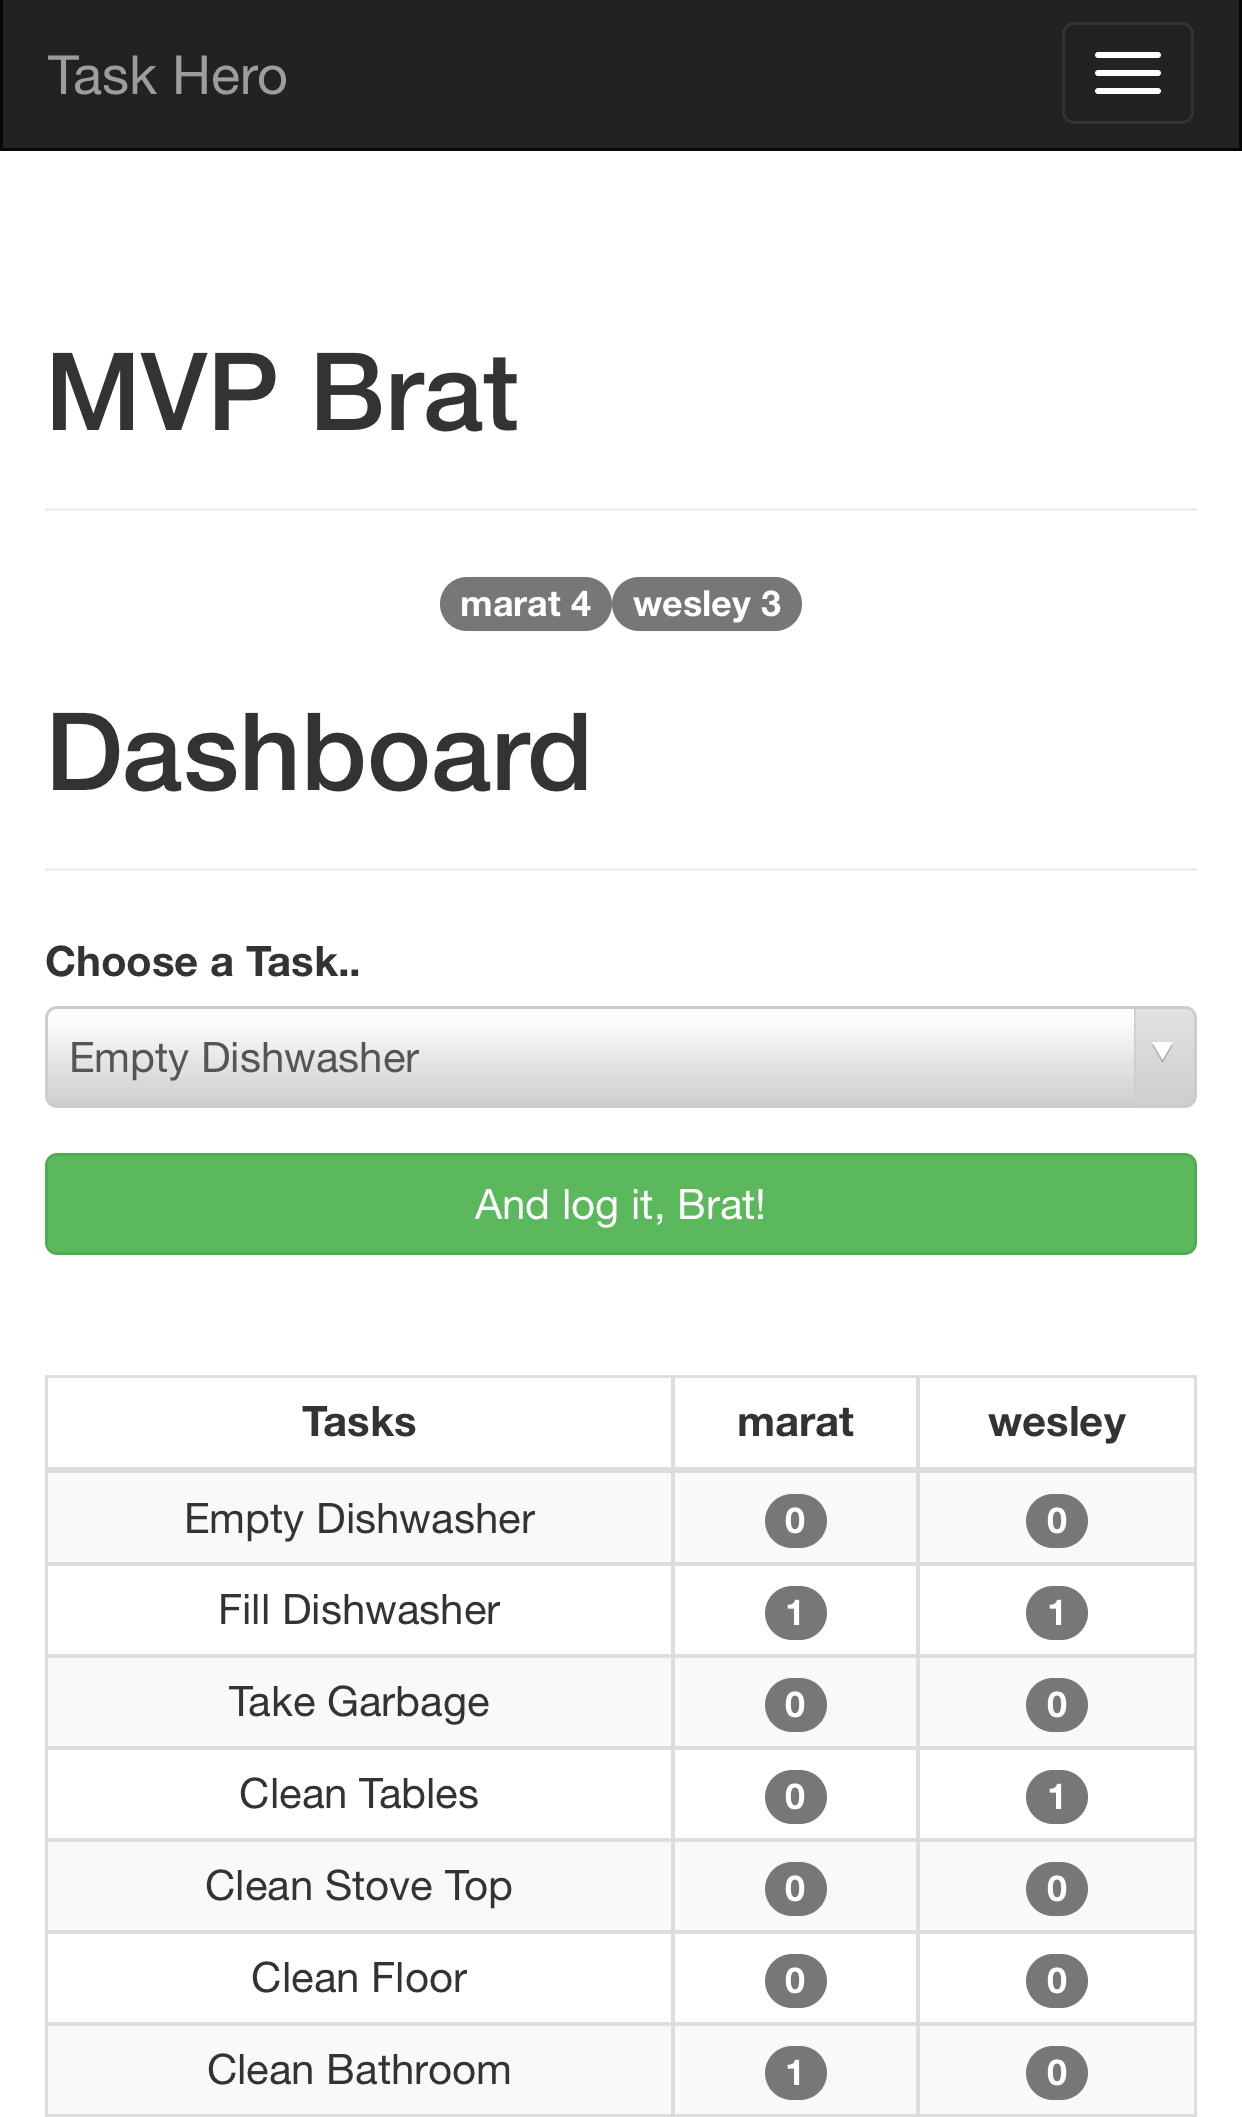 Task Hero
MVP Brat
marat 4 wesley 3
Dashboard
Choose a Task..
Empty Dishwasher
And log it, Brat!
Tasks marat wesley
Empty Dishwasher 0 0
Fill Dishwasher 1 1
Take Garbage 0 0
Clean Tables 0 1
Clean Stove Top 0 0
Clean Floor 0 0
Clean Bathroom 1 0